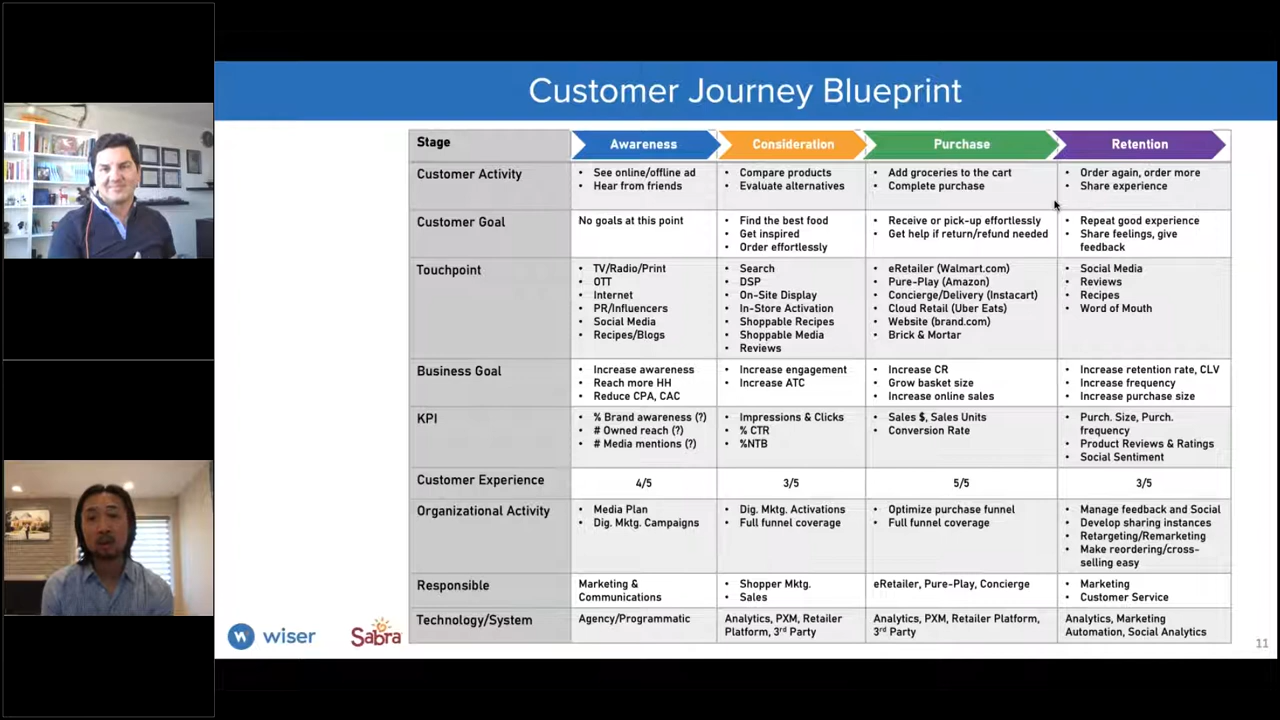 Customer Journey Blueprint
Stage
Awareness
Consideration
Purchase
Retention
Customer Activity
• See online/offline ad
• Hear from friends
• Compare products
• Evaluate alternatives
• Add groceries to the cart
• Complete purchase
• Order again, order more
• Share experience
Customer Goal
No goals at this point
• Find the best food
• Get inspired
• Order effortlessly
• Receive or pick-up effortlessly
• Get help if return/refund needed
• Repeat good experience
• Share feelings, give
feedback
Touchpoint
• TV/Radio/Print
• OTT
• Internet
• PR/Influencers
• Social Media
• Recipes/Blogs
• Search
• DSP
• On-Site Display
• In-Store Activation
• Shoppable Recipes
• Shoppable Media
• Reviews
• eRetailer (Walmart.com)
• Pure-Play (Amazon)
• Concierge/Delivery (Instacart)
• Cloud Retail (Uber Eats)
• Website (brand.com)
• Brick & Mortar
• Social Media
• Reviews
• Recipes
• Word of Mouth
Business Goal
• Increase awareness
• Reach more HH
• Reduce CPA, CAC
• Increase engagement
• Increase ATC
• Increase CR
• Grow basket size
• Increase online sales
• Increase retention rate, CLV
• Increase frequency
• Increase purchase size
KPI
• % Brand awareness (?)
• # Owned reach (?)
• # Media mentions (?)
• Impressions & Clicks
• % CTR
• %NTB
• Sales $, Sales Units
• Conversion Rate
• Purch. Size, Purch.
frequency
• Product Reviews & Ratings
• Social Sentiment
Customer Experience
4/5
3/5
5/5
3/5
Organizational Activity
• Media Plan
• Dig. Mktg. Campaigns
• Dig. Mktg. Activations
• Full funnel coverage
• Optimize purchase funnel
• Full funnel coverage
• Manage feedback and Social
• Develop sharing instances
• Retargeting/Remarketing
• Make reordering/cross-
selling easy
Responsible
Marketing &
Communications
• Shopper Mktg.
• Sales
eRetailer, Pure-Play, Concierge
• Marketing
• Customer Service
Technology/System
Agency/Programmatic
Analytics, PXM, Retailer
Platform, 3rd Party
Analytics, PXM, Retailer Platform,
3rd Party
Analytics, Marketing
Automation, Social Analytics
w wiser
Sabra
11